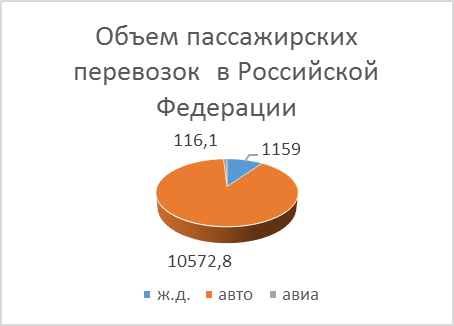 Объем пассажирских
перевозок в Российской
Федерации
116,1
1159
10572,8
ж.д. авто авиа